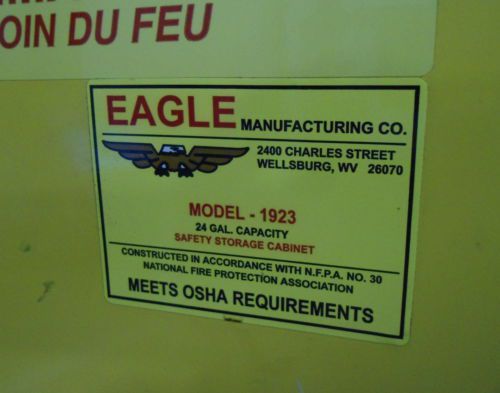 OIN DU FEU
EAGLE MANUFACTURING CO.
2400 CHARLES STREET
WELLSBURG, WV 26070
MODEL - 1923
24 GAL. CAPACITY
SAFETY STORAGE CABINET
CONSTRUCTED IN ACCORDANCE WITH N.F.P.A. NO. 30
NATIONAL FIRE PROTECTION ASSOCIATION
MEETS OSHA REQUIREMENTS